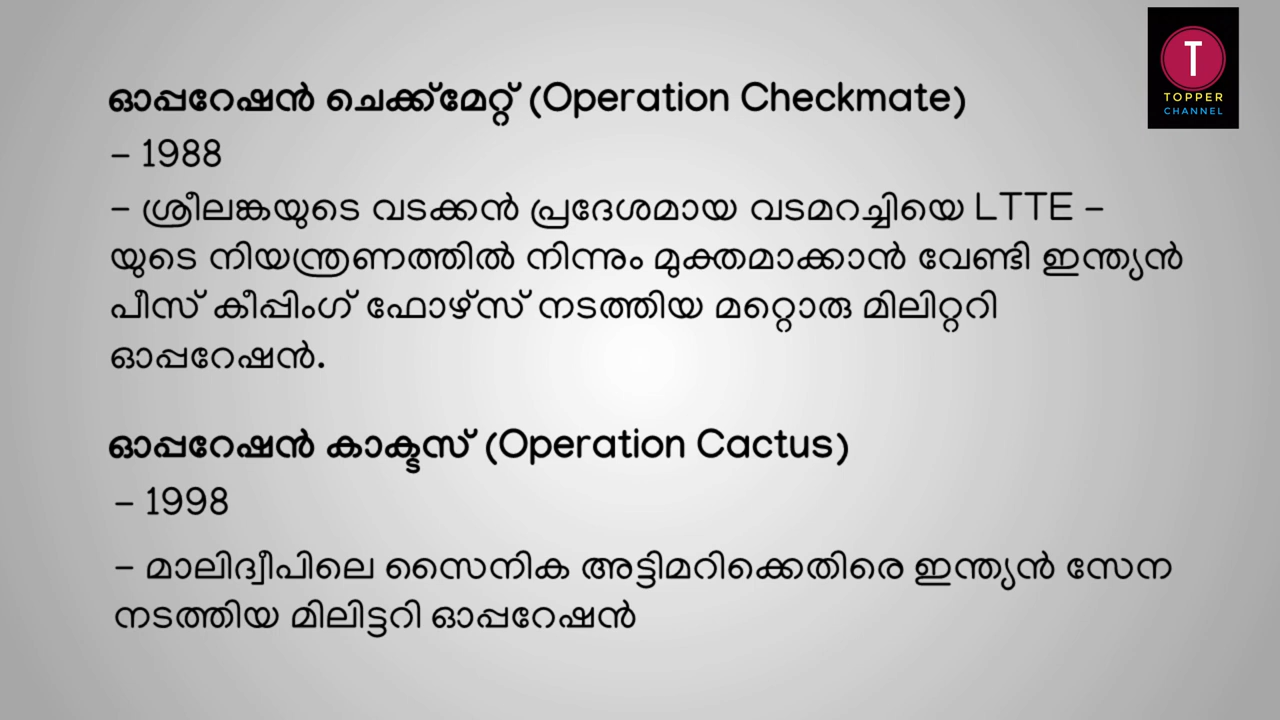 T
TOPPER
CHANNEL
ഓപ്പറേഷൻ ചെക്ക്മേറ്റ് (Operation Checkmate)
– 1988
– ശ്രീലങ്കയുടെ വടക്കൻ പ്രദേശമായ വടമറച്ചിയെ LTTE –
യുടെ നിയന്ത്രണത്തിൽ നിന്നും മുക്തമാക്കാൻ വേണ്ടി ഇന്ത്യൻ
പീസ് കീപ്പിംഗ് ഫോഴ്സ് നടത്തിയ മറ്റൊരു മിലിറ്ററി
ഓപ്പറേഷൻ.
ഓപ്പറേഷൻ കാക്ടസ് (Operation Cactus)
– 1998
– മാലിദ്വീപിലെ സൈനിക അട്ടിമറിക്കെതിരെ ഇന്ത്യൻ സേന
നടത്തിയ മിലിട്ടറി ഓപ്പറേഷൻ